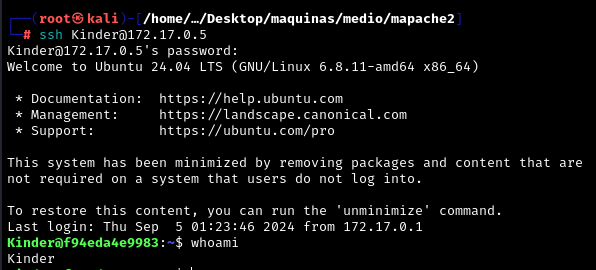 ┌──(root㉿kali)-[/home/…/Desktop/maquinas/medio/mapache2]
└─# ssh Kinder@172.17.0.5
Kinder@172.17.0.5's password:
Welcome to Ubuntu 24.04 LTS (GNU/Linux 6.8.11-amd64 x86_64)
* Documentation:  https://help.ubuntu.com
* Management:     https://landscape.canonical.com
* Support:        https://ubuntu.com/pro
This system has been minimized by removing packages and content that are
not required on a system that users do not log into.
To restore this content, you can run the 'unminimize' command.
Last login: Thu Sep  5 01:23:46 2024 from 172.17.0.1
Kinder@f94eda4e9983:~$ whoami
Kinder